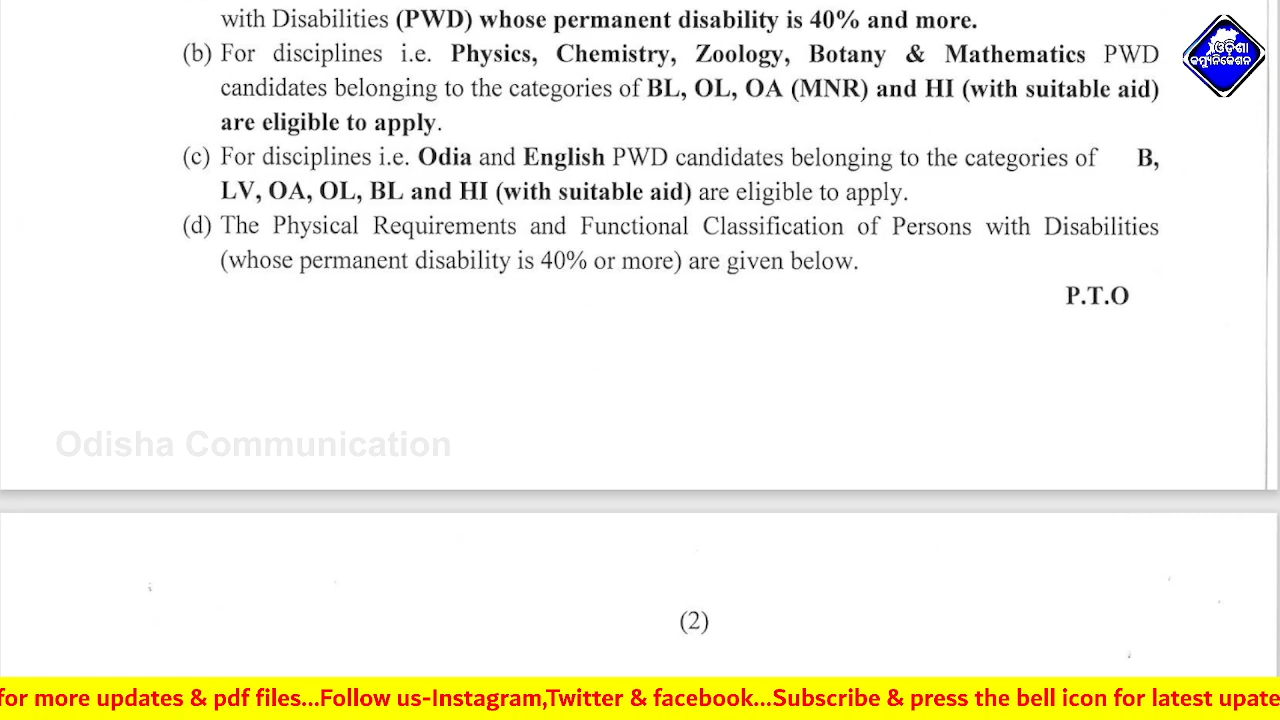 with Disabilities (PWD) whose permanent disability is 40% and more.
(b) For disciplines i.e. Physics, Chemistry, Zoology, Botany & Mathematics PWD
candidates belonging to the categories of BL, OL, OA (MNR) and HI (with suitable aid)
are eligible to apply.
(c) For disciplines i.e. Odia and English PWD candidates belonging to the categories of B,
LV, OA, OL, BL and HI (with suitable aid) are eligible to apply.
(d) The Physical Requirements and Functional Classification of Persons with Disabilities
(whose permanent disability is 40% or more) are given below.
P.T.O
ଓଡ଼ିଶା
କମ୍ୟୁନିକେଶନ
Odisha Communication
(2)
for more updates & pdf files...Follow us-Instagram,Twitter & facebook...Subscribe & press the bell icon for latest upate